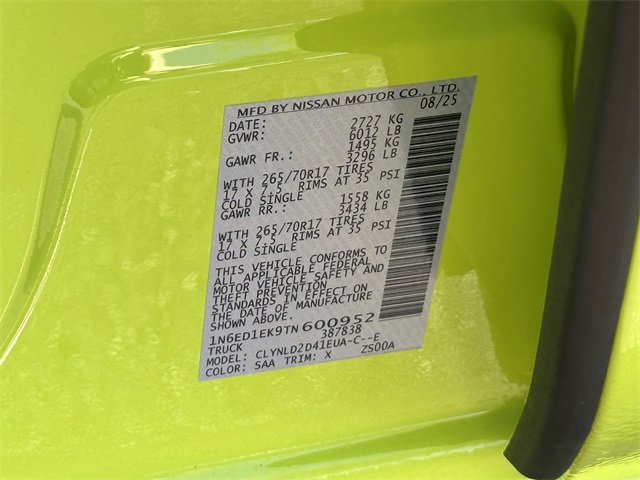 MFD BY NISSAN MOTOR CO., LTD.
DATE: 08/25
GVWR: 2727 KG
6012 LB
GAWR FR.: 1495 KG
3296 LB
WITH 265/70R17 TIRES
17 X 7.5 RIMS AT 35 PSI
COLD SINGLE
GAWR RR.: 1558 KG
3434 LB
WITH 265/70R17 TIRES
17 X 7.5 RIMS AT 35 PSI
COLD SINGLE
THIS VEHICLE CONFORMS TO
ALL APPLICABLE FEDERAL
MOTOR VEHICLE SAFETY AND
THEFT PREVENTION
STANDARDS IN EFFECT ON
THE DATE OF MANUFACTURE
SHOWN ABOVE.
1N6ED1EK9TN600952
TRUCK 387838
MODEL: CLYNLD2D41EUA-C--E
COLOR: SAA TRIM: X ZS00A